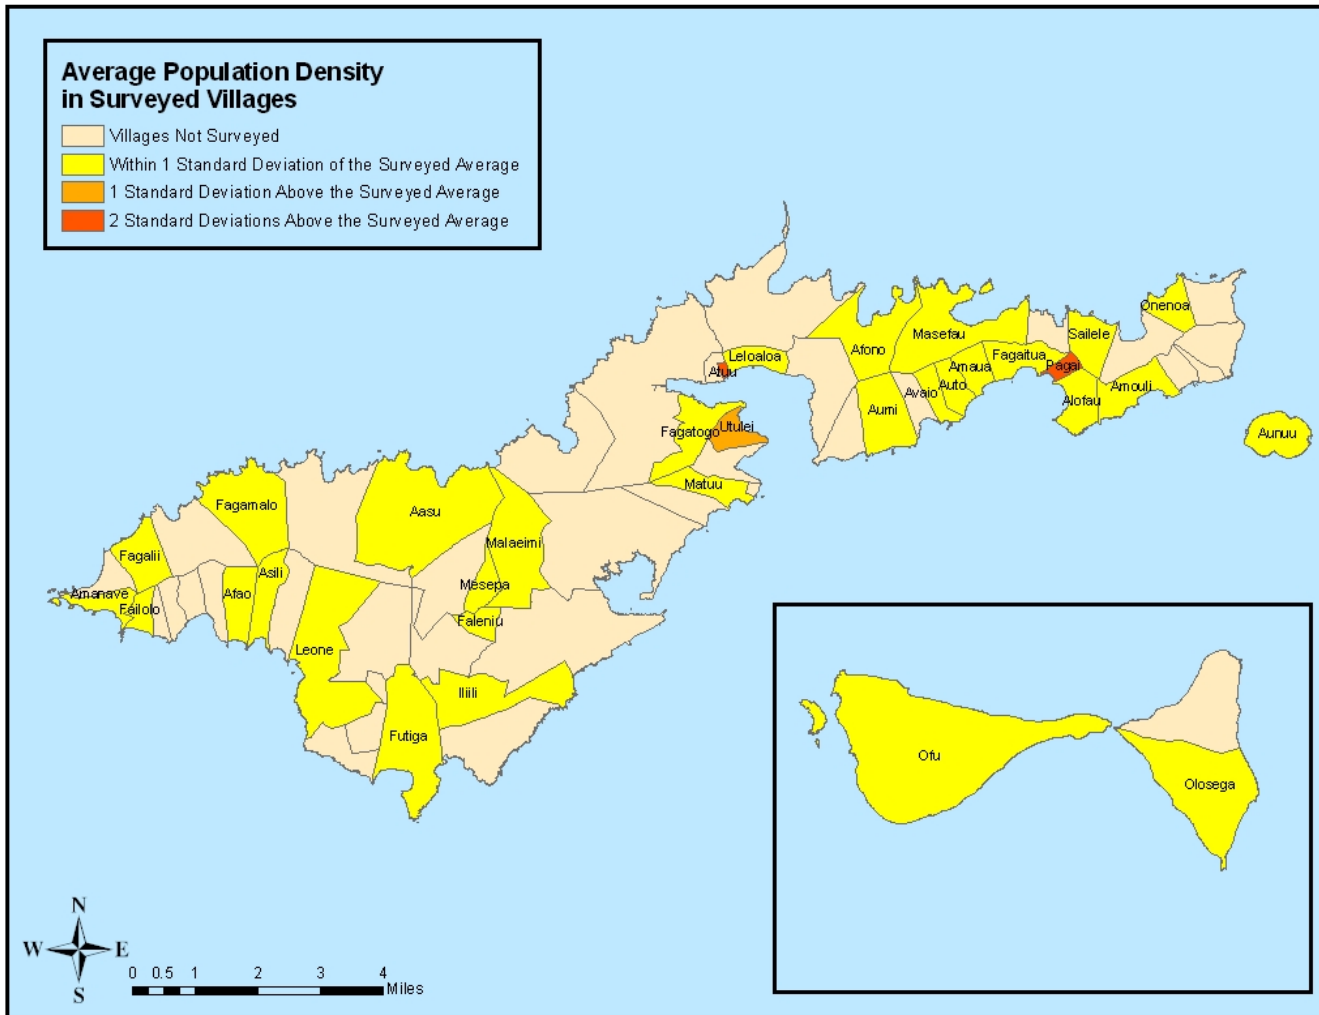 Average Population Density
in Surveyed Villages
Villages Not Surveyed
Within 1 Standard Deviation of the Surveyed Average
1 Standard Deviation Above the Surveyed Average
2 Standard Deviations Above the Surveyed Average
Onenoa
Masefau
Sailele
Afono
Leloaloa
Fagaitua
Amaua
Pagai
Atuu
Auto
Amouli
Avaio
Alofau
Aumi
Utulei
Fagatogo
Aunuu
Matuu
Fagamalo
Aasu
Malaeimi
Fagalii
Asili
Mesepa
Amanave
Afao
Failolo
Faleniu
Leone
Iliili
Futiga
Ofu
Olosega
N
W
E
S
0 0.5 1 2 3 4
Miles